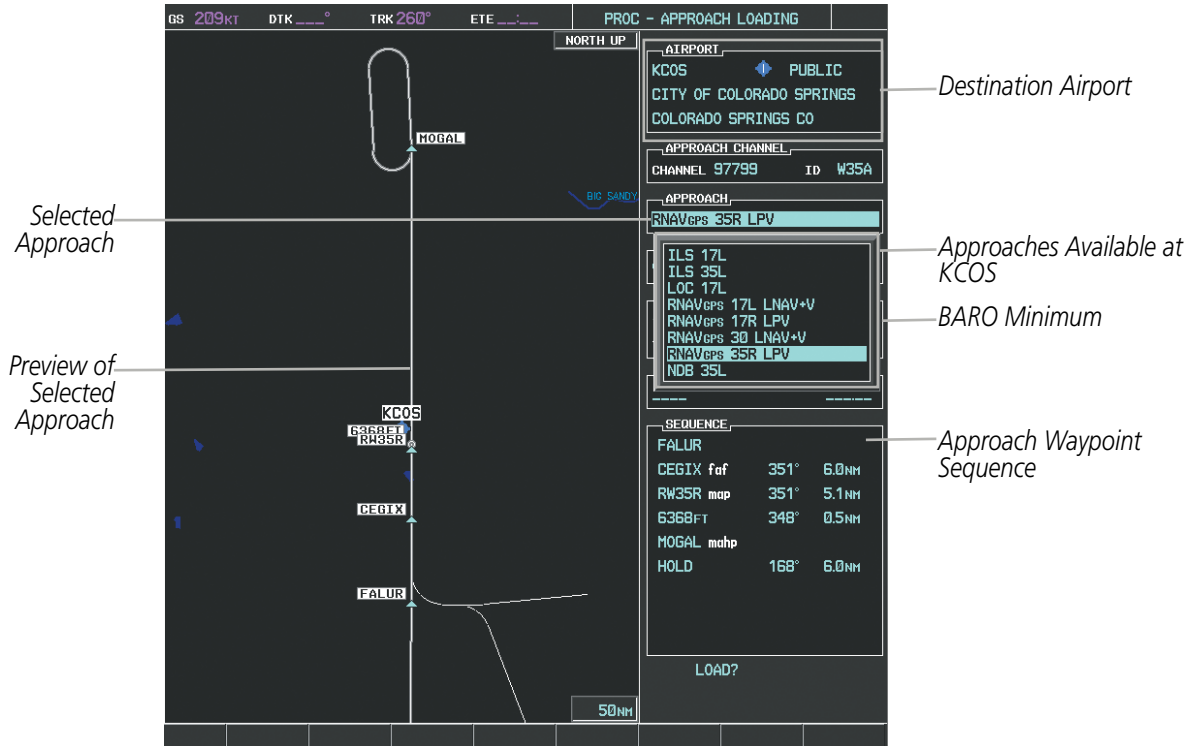 GS 209KT DTK ___° TRK 260° ETE __:__ PROC – APPROACH LOADING
NORTH UP
MOGAL
BIG SANDY
KCOS
6368FT
RW35R
CEGIX
FALUR
50NM
AIRPORT
KCOS PUBLIC
CITY OF COLORADO SPRINGS
COLORADO SPRINGS CO
APPROACH CHANNEL
CHANNEL 97799 ID W35A
APPROACH
RNAVGPS 35R LPV
ILS 17L
ILS 35L
LOC 17L
RNAVGPS 17L LNAV+V
RNAVGPS 17R LPV
RNAVGPS 30 LNAV+V
RNAVGPS 35R LPV
NDB 35L
---- ---:--
SEQUENCE
FALUR
CEGIX faf 351° 6.0NM
RW35R map 351° 5.1NM
6368FT 348° 0.5NM
MOGAL mahp
HOLD 168° 6.0NM
LOAD?
Selected
Approach
Preview of
Selected
Approach
Destination Airport
Approaches Available at
KCOS
BARO Minimum
Approach Waypoint
Sequence